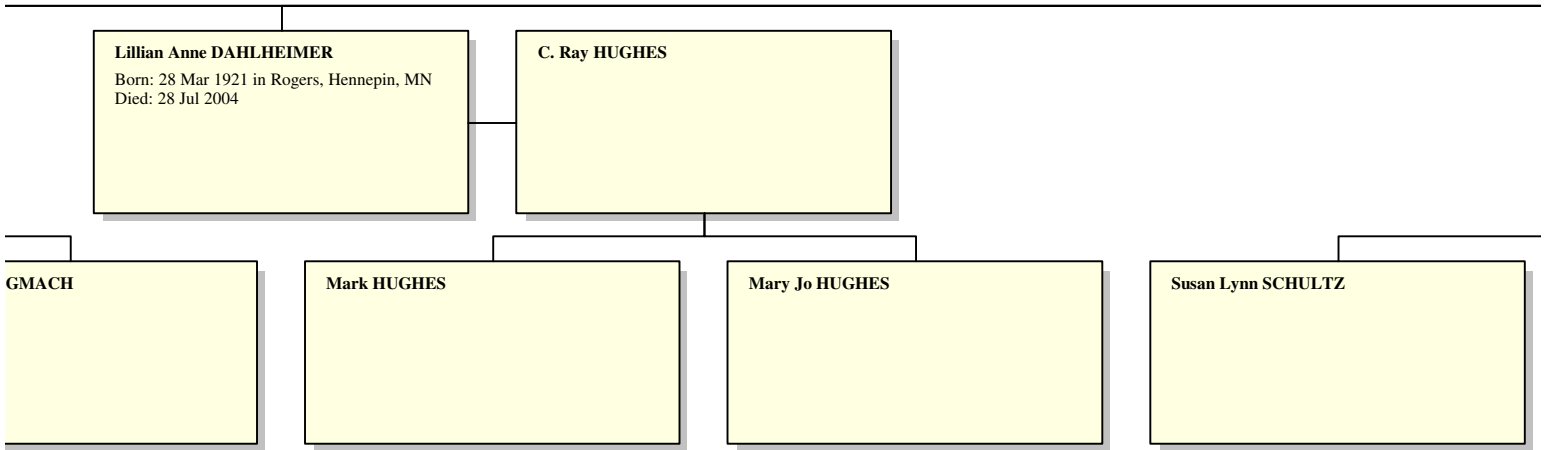 Lillian Anne DAHLHEIMER
Born: 28 Mar 1921 in Rogers, Hennepin, MN
Died: 28 Jul 2004
C. Ray HUGHES
GMACH
Mark HUGHES
Mary Jo HUGHES
Susan Lynn SCHULTZ